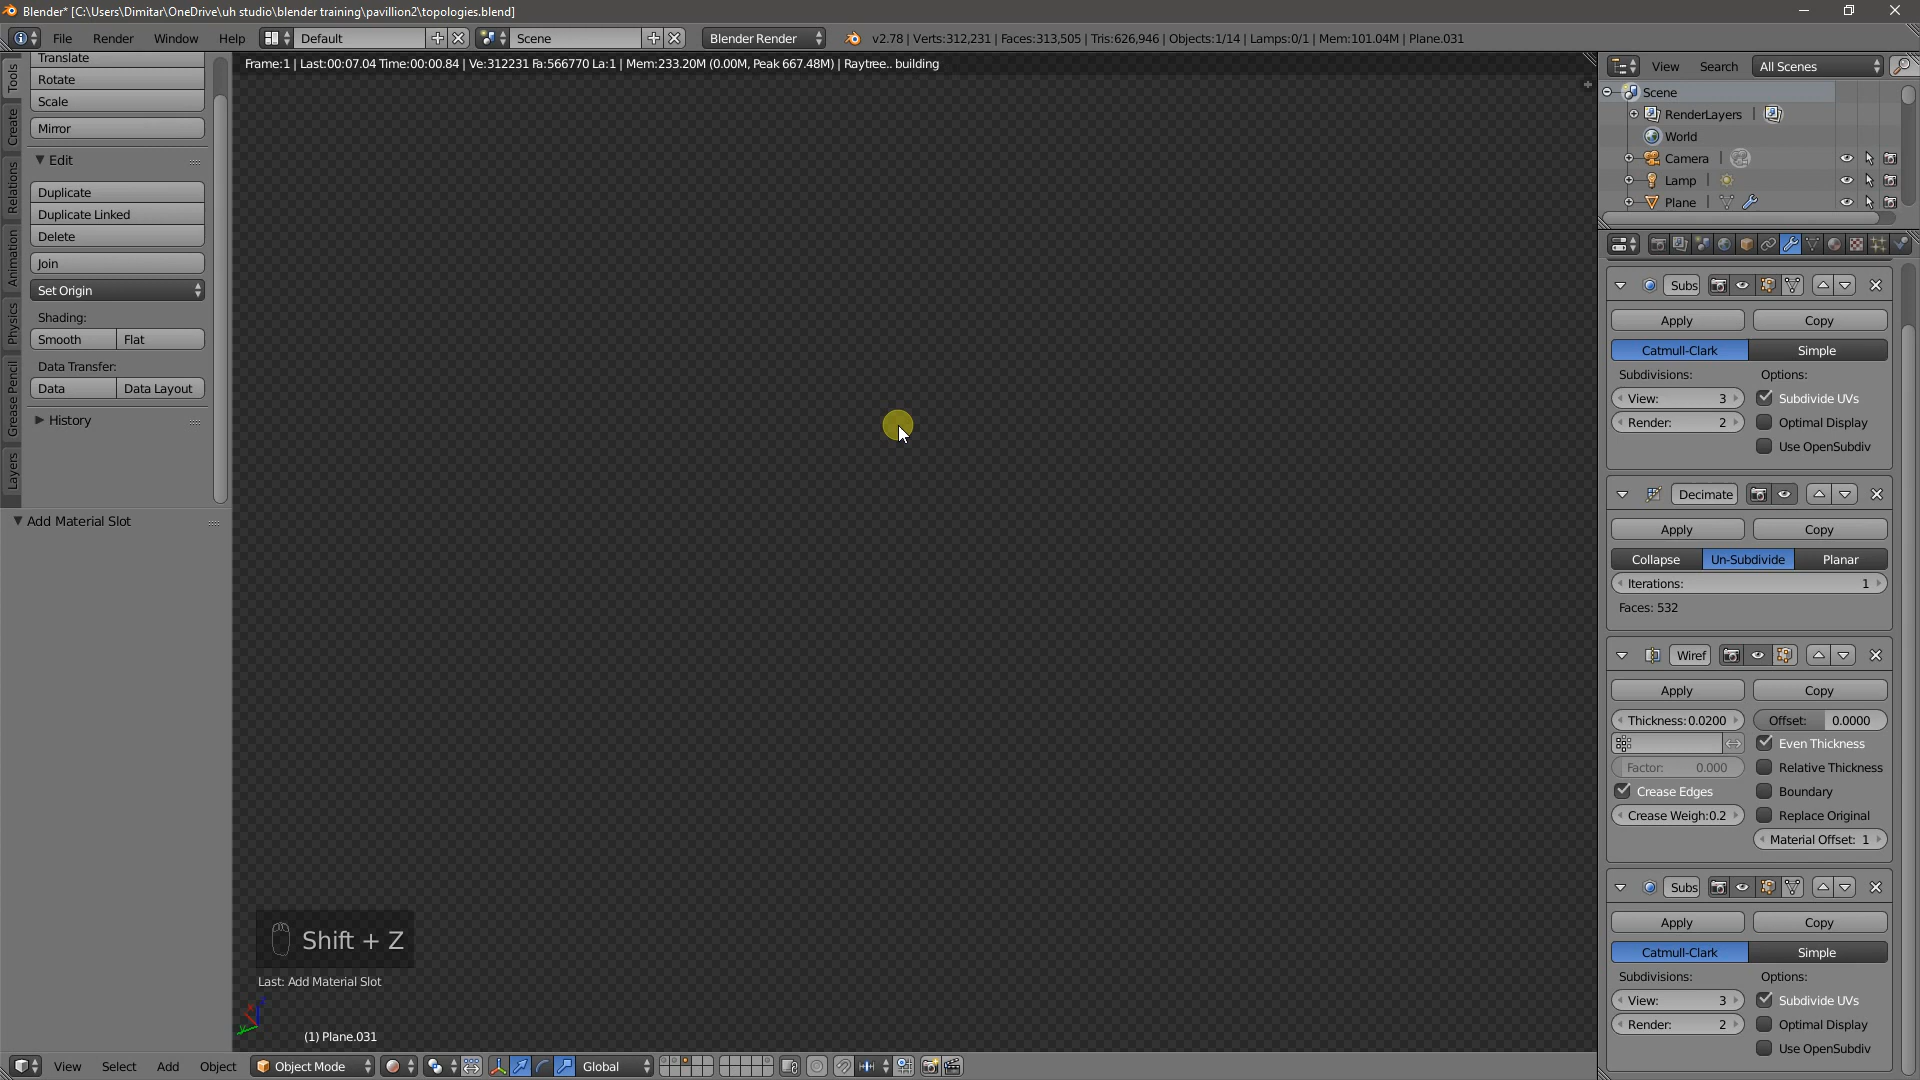 Blender* [C:\Users\Dimitar\OneDrive\uh studio\blender training\pavillion2\topologies.blend]
File Render Window Help Default Scene Blender Render v2.78 | Verts:312,231 | Faces:313,505 | Tris:626,946 | Objects:1/14 | Lamps:0/1 | Mem:101.04M | Plane.031
Frame:1 | Last:00:07.04 Time:00:00.84 | Ve:312231 Fa:566770 La:1 | Mem:233.20M (0.00M, Peak 667.48M) | Raytree.. building
Tools
Create
Relations
Animation
Physics
Grease Pencil
Layers
Translate
Rotate
Scale
Mirror
Edit
Duplicate
Duplicate Linked
Delete
Join
Set Origin
Shading:
Smooth Flat
Data Transfer:
Data Data Layout
History
Add Material Slot
Shift + Z
Last: Add Material Slot
(1) Plane.031
View Select Add Object Object Mode Global
View Search All Scenes
Scene
RenderLayers |
World
Camera |
Lamp |
Plane |
Subs
Apply Copy
Catmull-Clark Simple
Subdivisions: Options:
View: 3 Subdivide UVs
Render: 2 Optimal Display
Use OpenSubdiv
Decimate
Apply Copy
Collapse Un-Subdivide Planar
Iterations: 1
Faces: 532
Wiref
Apply Copy
Thickness:0.0200 Offset: 0.0000
Even Thickness
Factor: 0.000 Relative Thickness
Crease Edges Boundary
Crease Weigh:0.2 Replace Original
Material Offset: 1
Subs
Apply Copy
Catmull-Clark Simple
Subdivisions: Options:
View: 3 Subdivide UVs
Render: 2 Optimal Display
Use OpenSubdiv